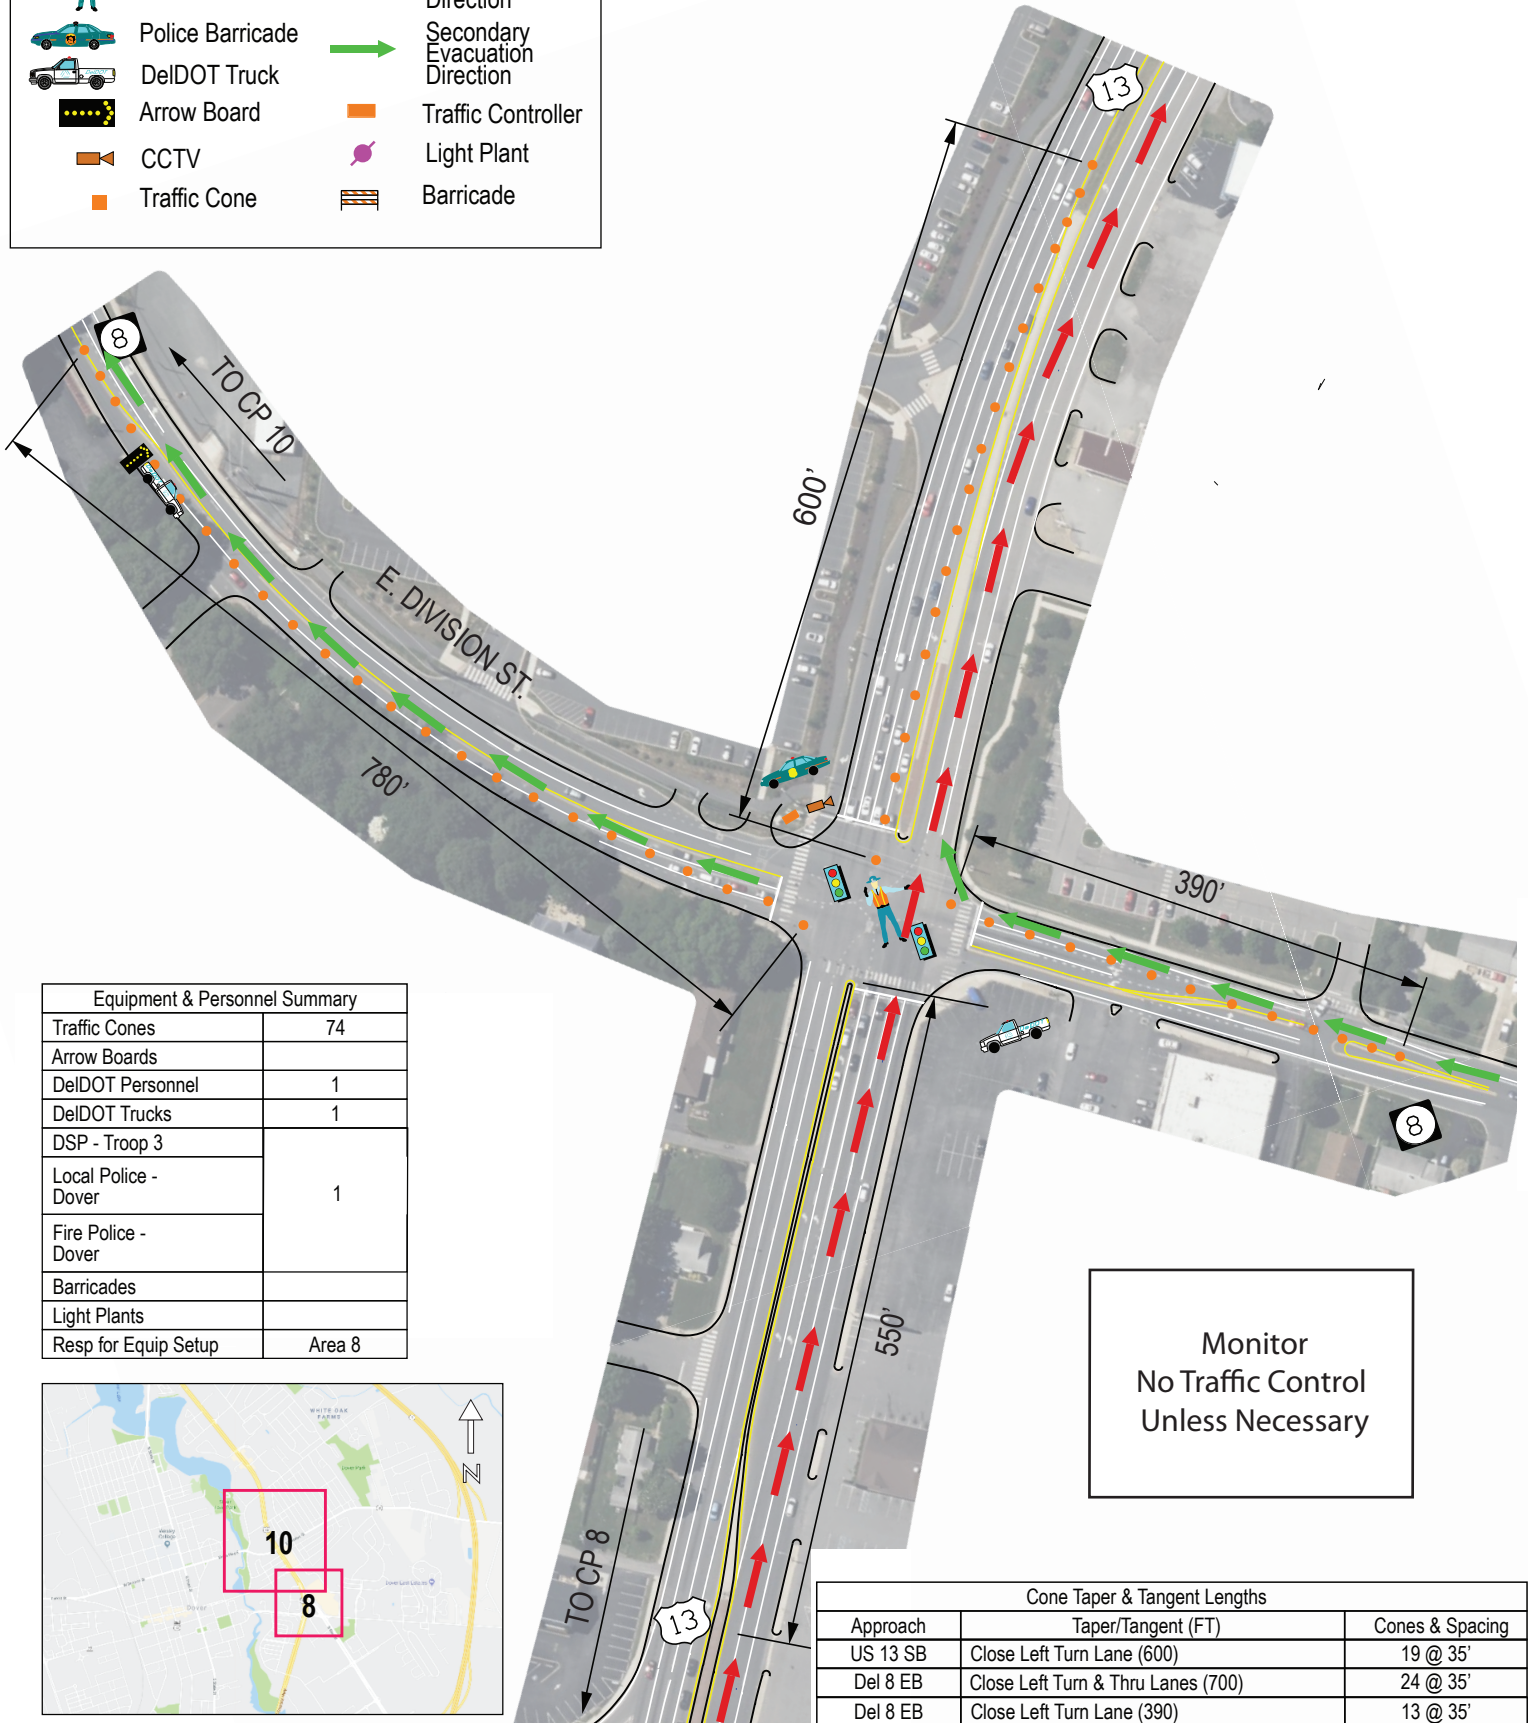 Direction
Police Barricade
Secondary
Evacuation
Direction
DelDOT Truck
Arrow Board
Traffic Controller
CCTV
Light Plant
Traffic Cone
Barricade
13
8
TO CP 10
600'
E. DIVISION ST.
780'
390'
8
550'
TO CP 8
13
Equipment & Personnel Summary
Traffic Cones 74
Arrow Boards
DelDOT Personnel 1
DelDOT Trucks 1
DSP - Troop 3
Local Police -
Dover
1
Fire Police -
Dover
Barricades
Light Plants
Resp for Equip Setup Area 8
Monitor
No Traffic Control
Unless Necessary
WHITE OAK
FARMS
N
10
8
Dover
Cone Taper & Tangent Lengths
Approach Taper/Tangent (FT) Cones & Spacing
US 13 SB Close Left Turn Lane (600) 19 @ 35'
Del 8 EB Close Left Turn & Thru Lanes (700) 24 @ 35'
Del 8 EB Close Left Turn Lane (390) 13 @ 35'